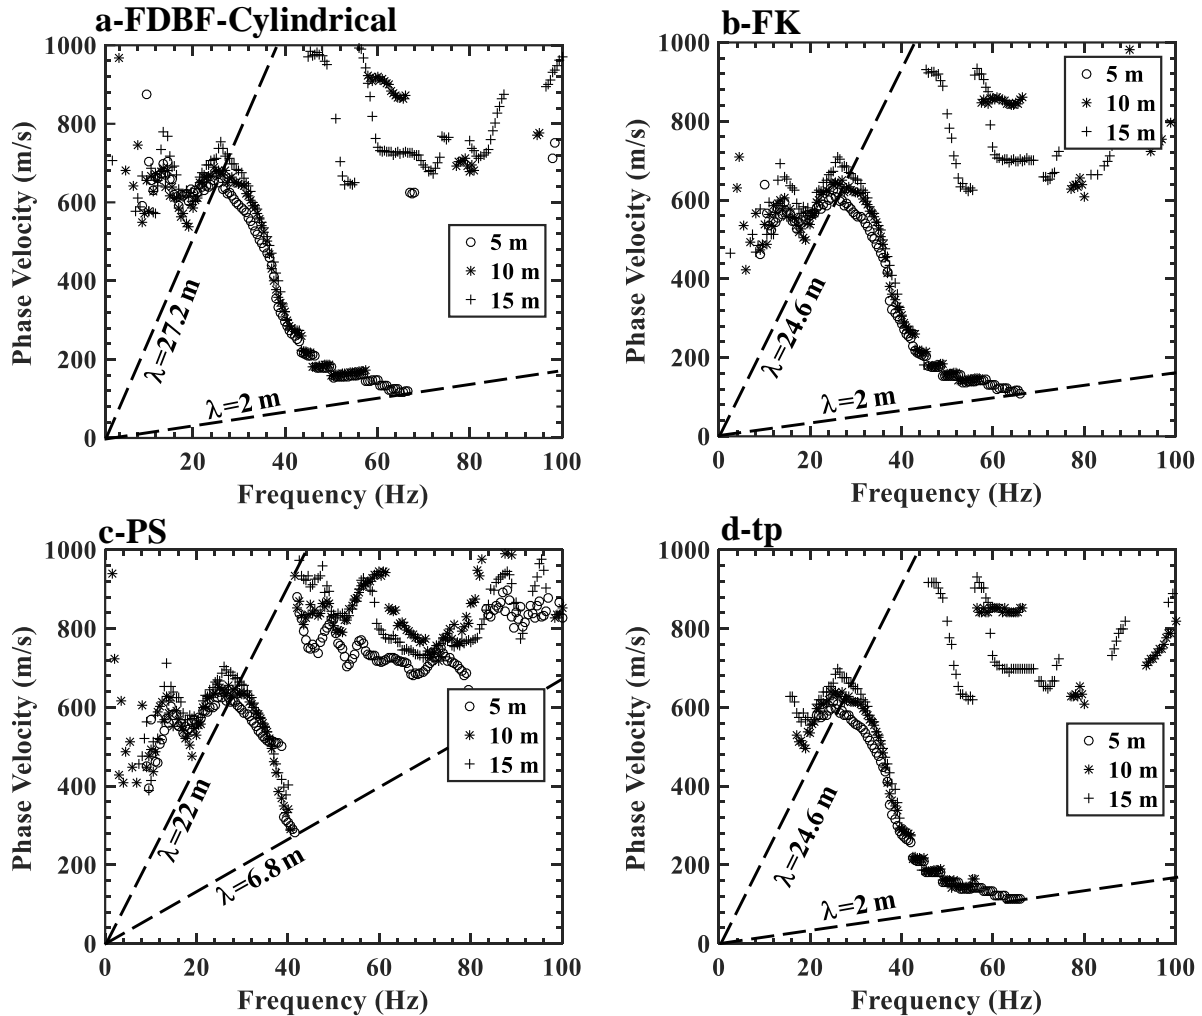 a-FDBF-Cylindrical
1000
800
600
400
200
0
Phase Velocity (m/s)
5 m
10 m
15 m
λ=27.2 m
λ=2 m
20 40 60 80 100
Frequency (Hz)
b-FK
1000
800
600
400
200
0
Phase Velocity (m/s)
5 m
10 m
15 m
λ=24.6 m
λ=2 m
0 20 40 60 80 100
Frequency (Hz)
c-PS
1000
800
600
400
200
0
Phase Velocity (m/s)
5 m
10 m
15 m
λ=22 m
λ=6.8 m
0 20 40 60 80 100
Frequency (Hz)
d-tp
1000
800
600
400
200
0
Phase Velocity (m/s)
5 m
10 m
15 m
λ=24.6 m
λ=2 m
0 20 40 60 80 100
Frequency (Hz)